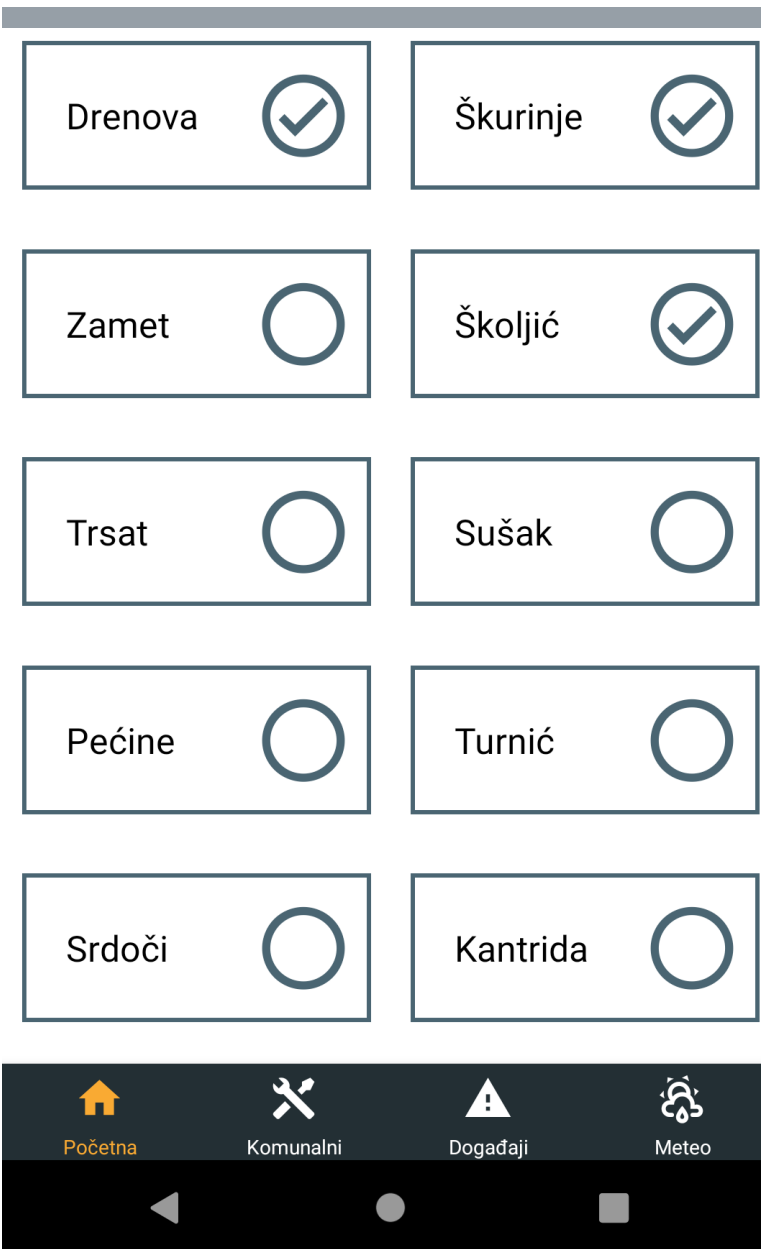 Drenova
Škurinje
Zamet
Školjić
Trsat
Sušak
Pećine
Turnić
Srdoči
Kantrida
Početna
Komunalni
Događaji
Meteo